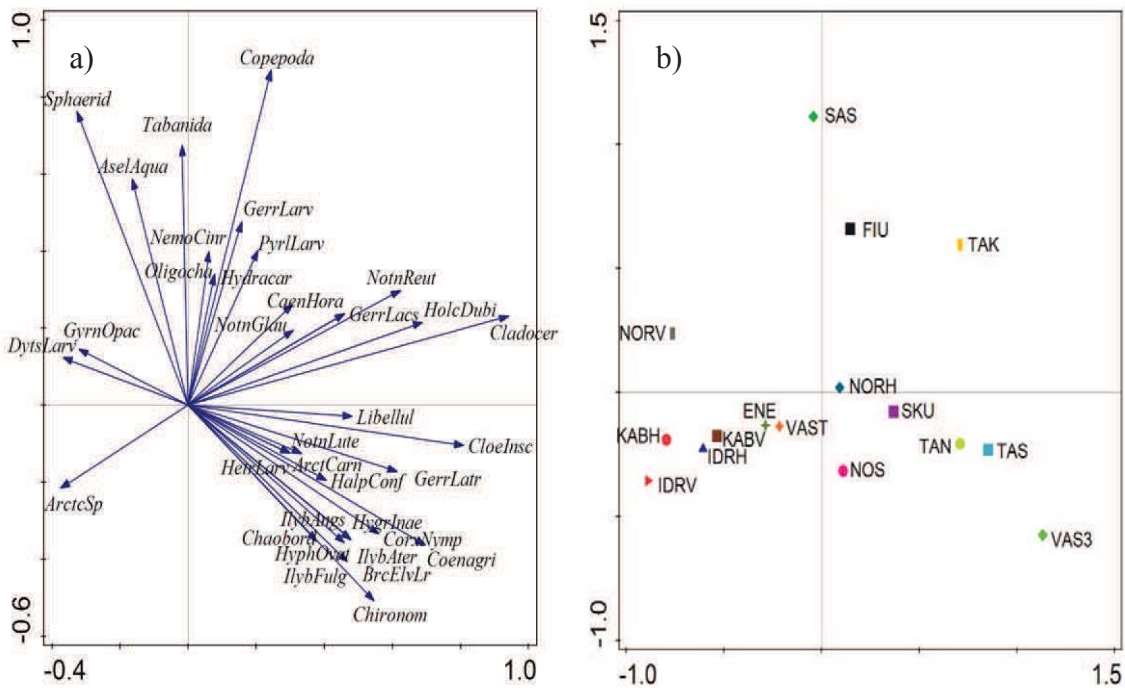 a)
1.0
Copepoda
Sphaerid
Tabanida
AselAqua
GerrLarv
NemoCinr
PyrlLarv
Oligocha
Hydracar
NotnReut
CaenHora
GerrLacs
HolcDubi
NotnGlau
Cladocer
GyrnOpac
DytsLarv
Libellul
NotnLute
CloeInsc
HetrLarv
ArctCarn
HalpConf
GerrLatr
ArctcSp
IlybAngs
HygrInae
Chaobord
CorxNymp
HyphOvat
IlybAter
Coenagri
IlybFulg
BrcElvLr
Chironom
-0.6
-0.4
1.0
b)
1.5
SAS
FIU
TAK
NORV
NORH
SKU
ENE
VAST
KABH
KABV
IDRH
TAN
TAS
NOS
IDRV
VAS3
-1.0
-1.0
1.5